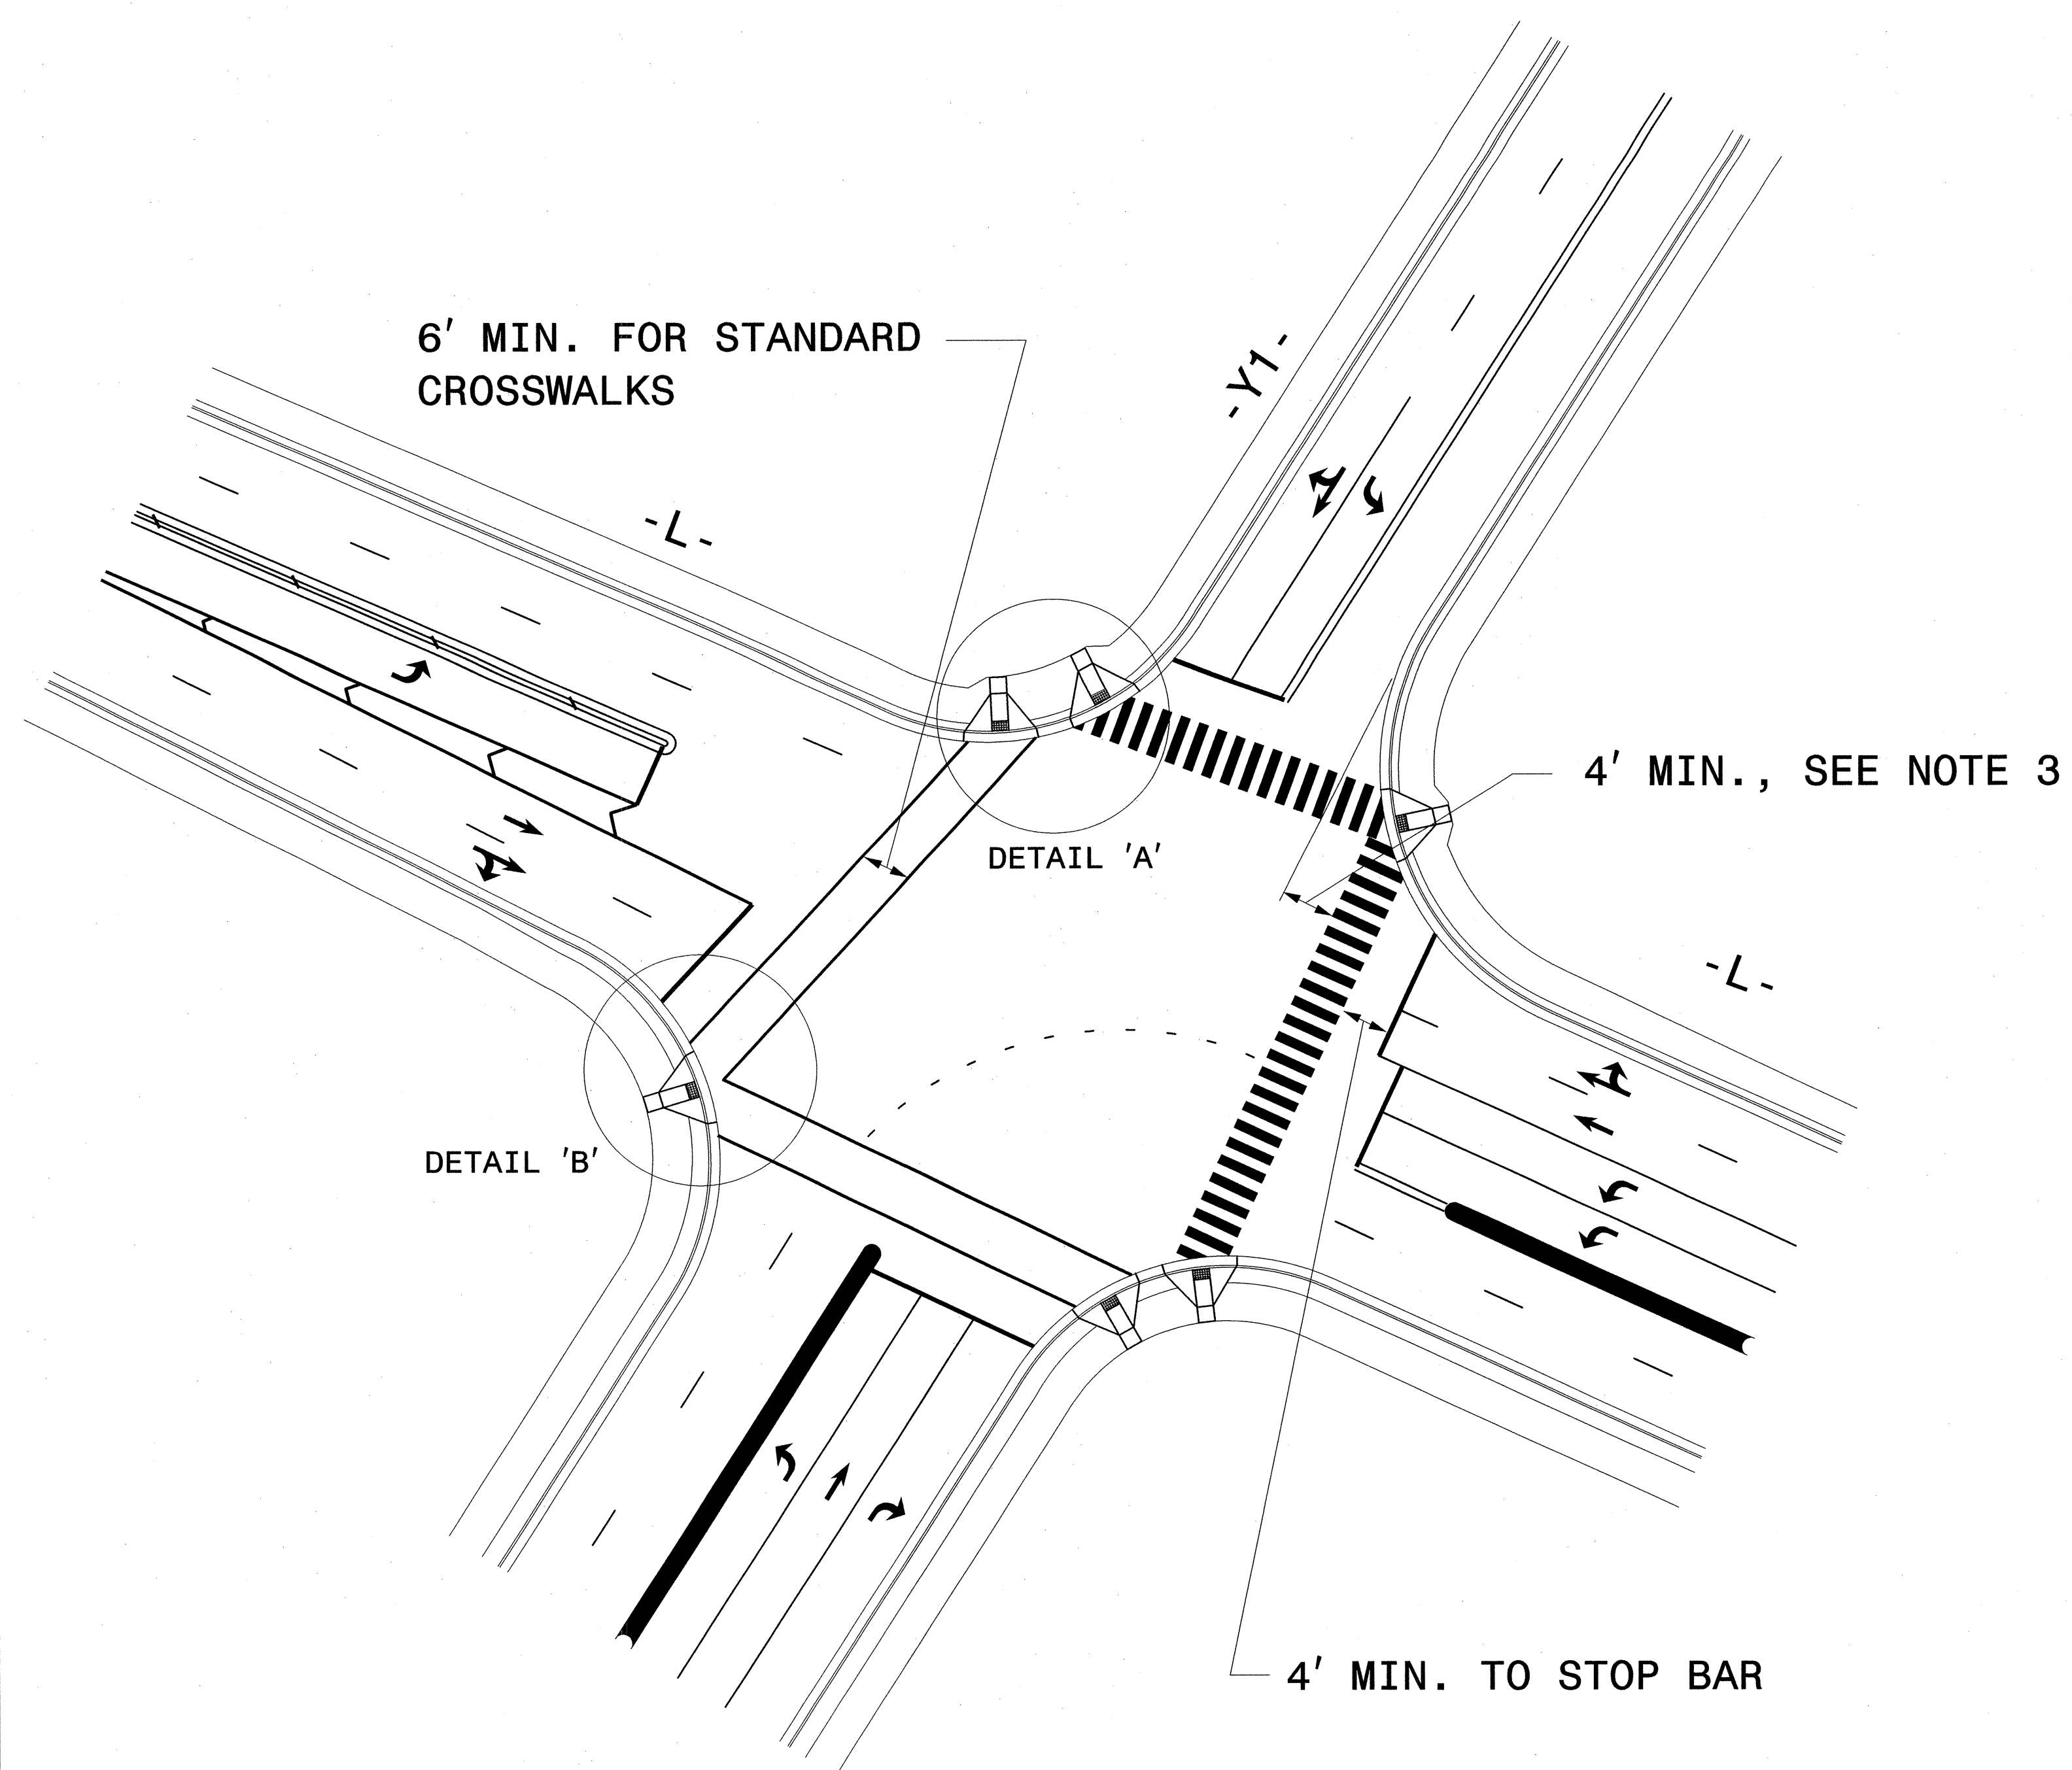 6' MIN. FOR STANDARD
CROSSWALKS
-Y1-
-L-
4' MIN., SEE NOTE 3
DETAIL 'A'
-L-
DETAIL 'B'
4' MIN. TO STOP BAR